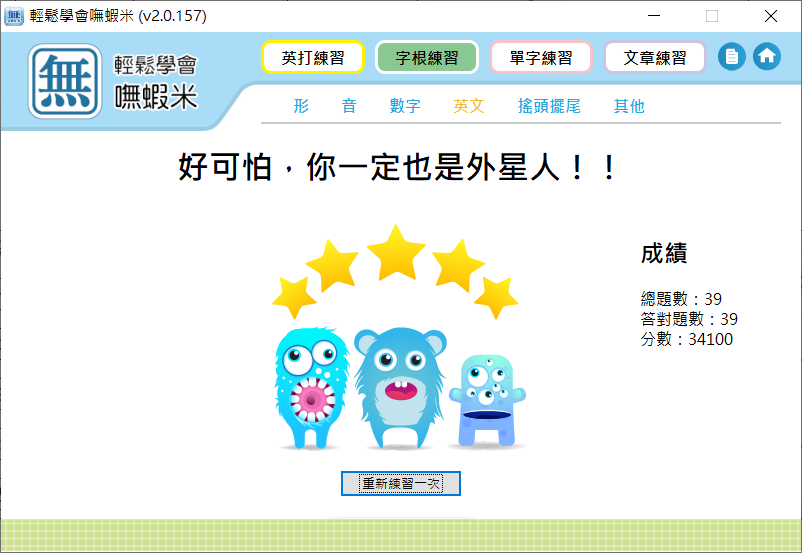 輕鬆學會嘸蝦米 (v2.0.157)
無
輕鬆學會
嘸蝦米
英打練習 字根練習 單字練習 文章練習
形 音 數字 英文 搖頭擺尾 其他
好可怕，你一定也是外星人！！
成績
總題數：39
答對題數：39
分數：34100
重新練習一次